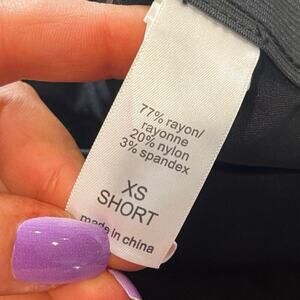 77% rayon/
rayonne
20% nylon
3% spandex
XS
SHORT
made in china